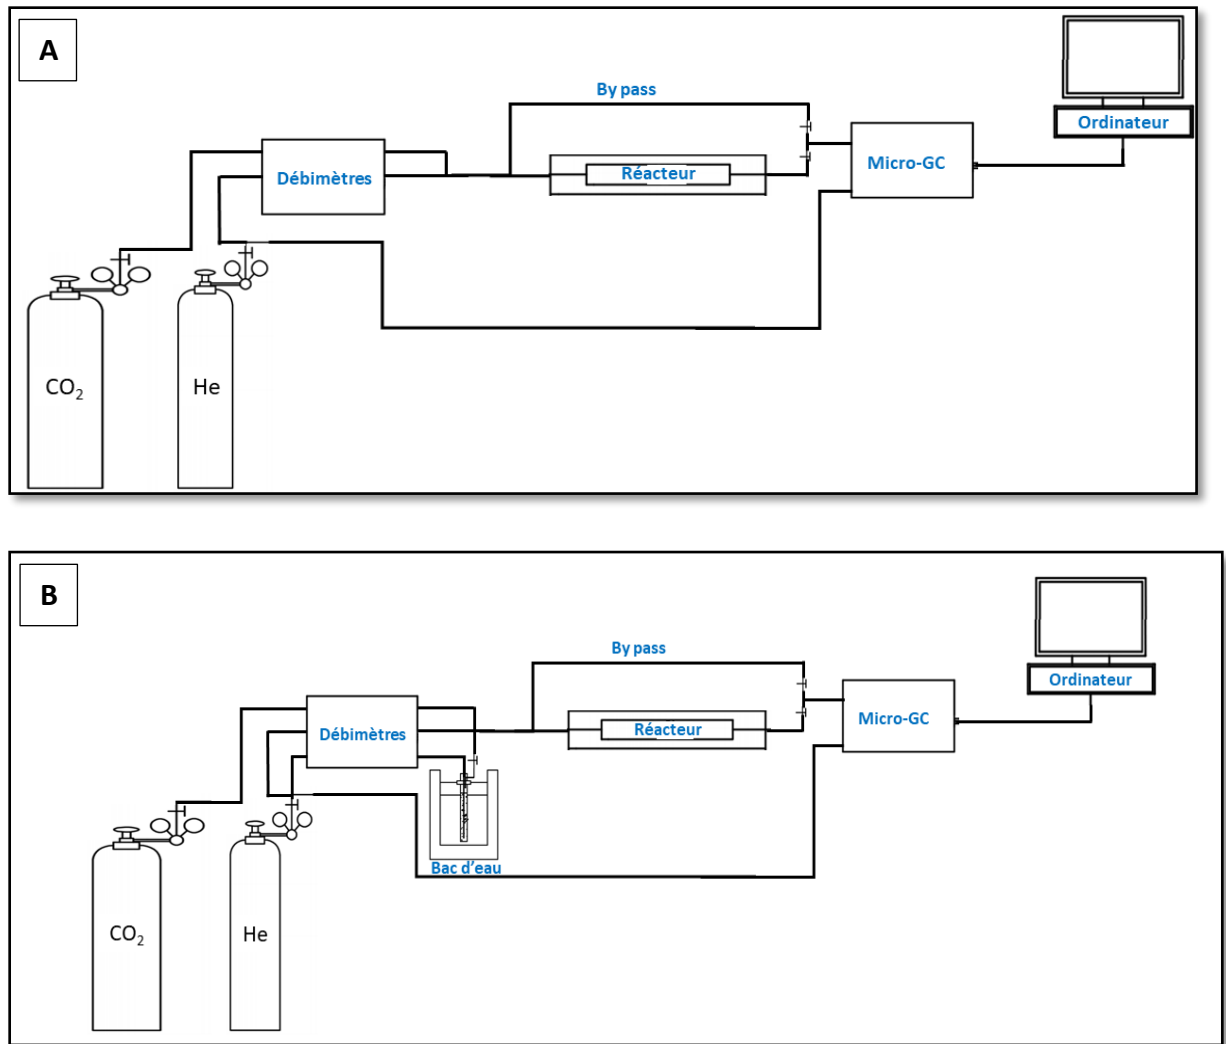 A
By pass
Ordinateur
Débimètres
Réacteur
Micro-GC
CO₂
He
B
By pass
Ordinateur
Débimètres
Réacteur
Micro-GC
Bac d’eau
CO₂
He